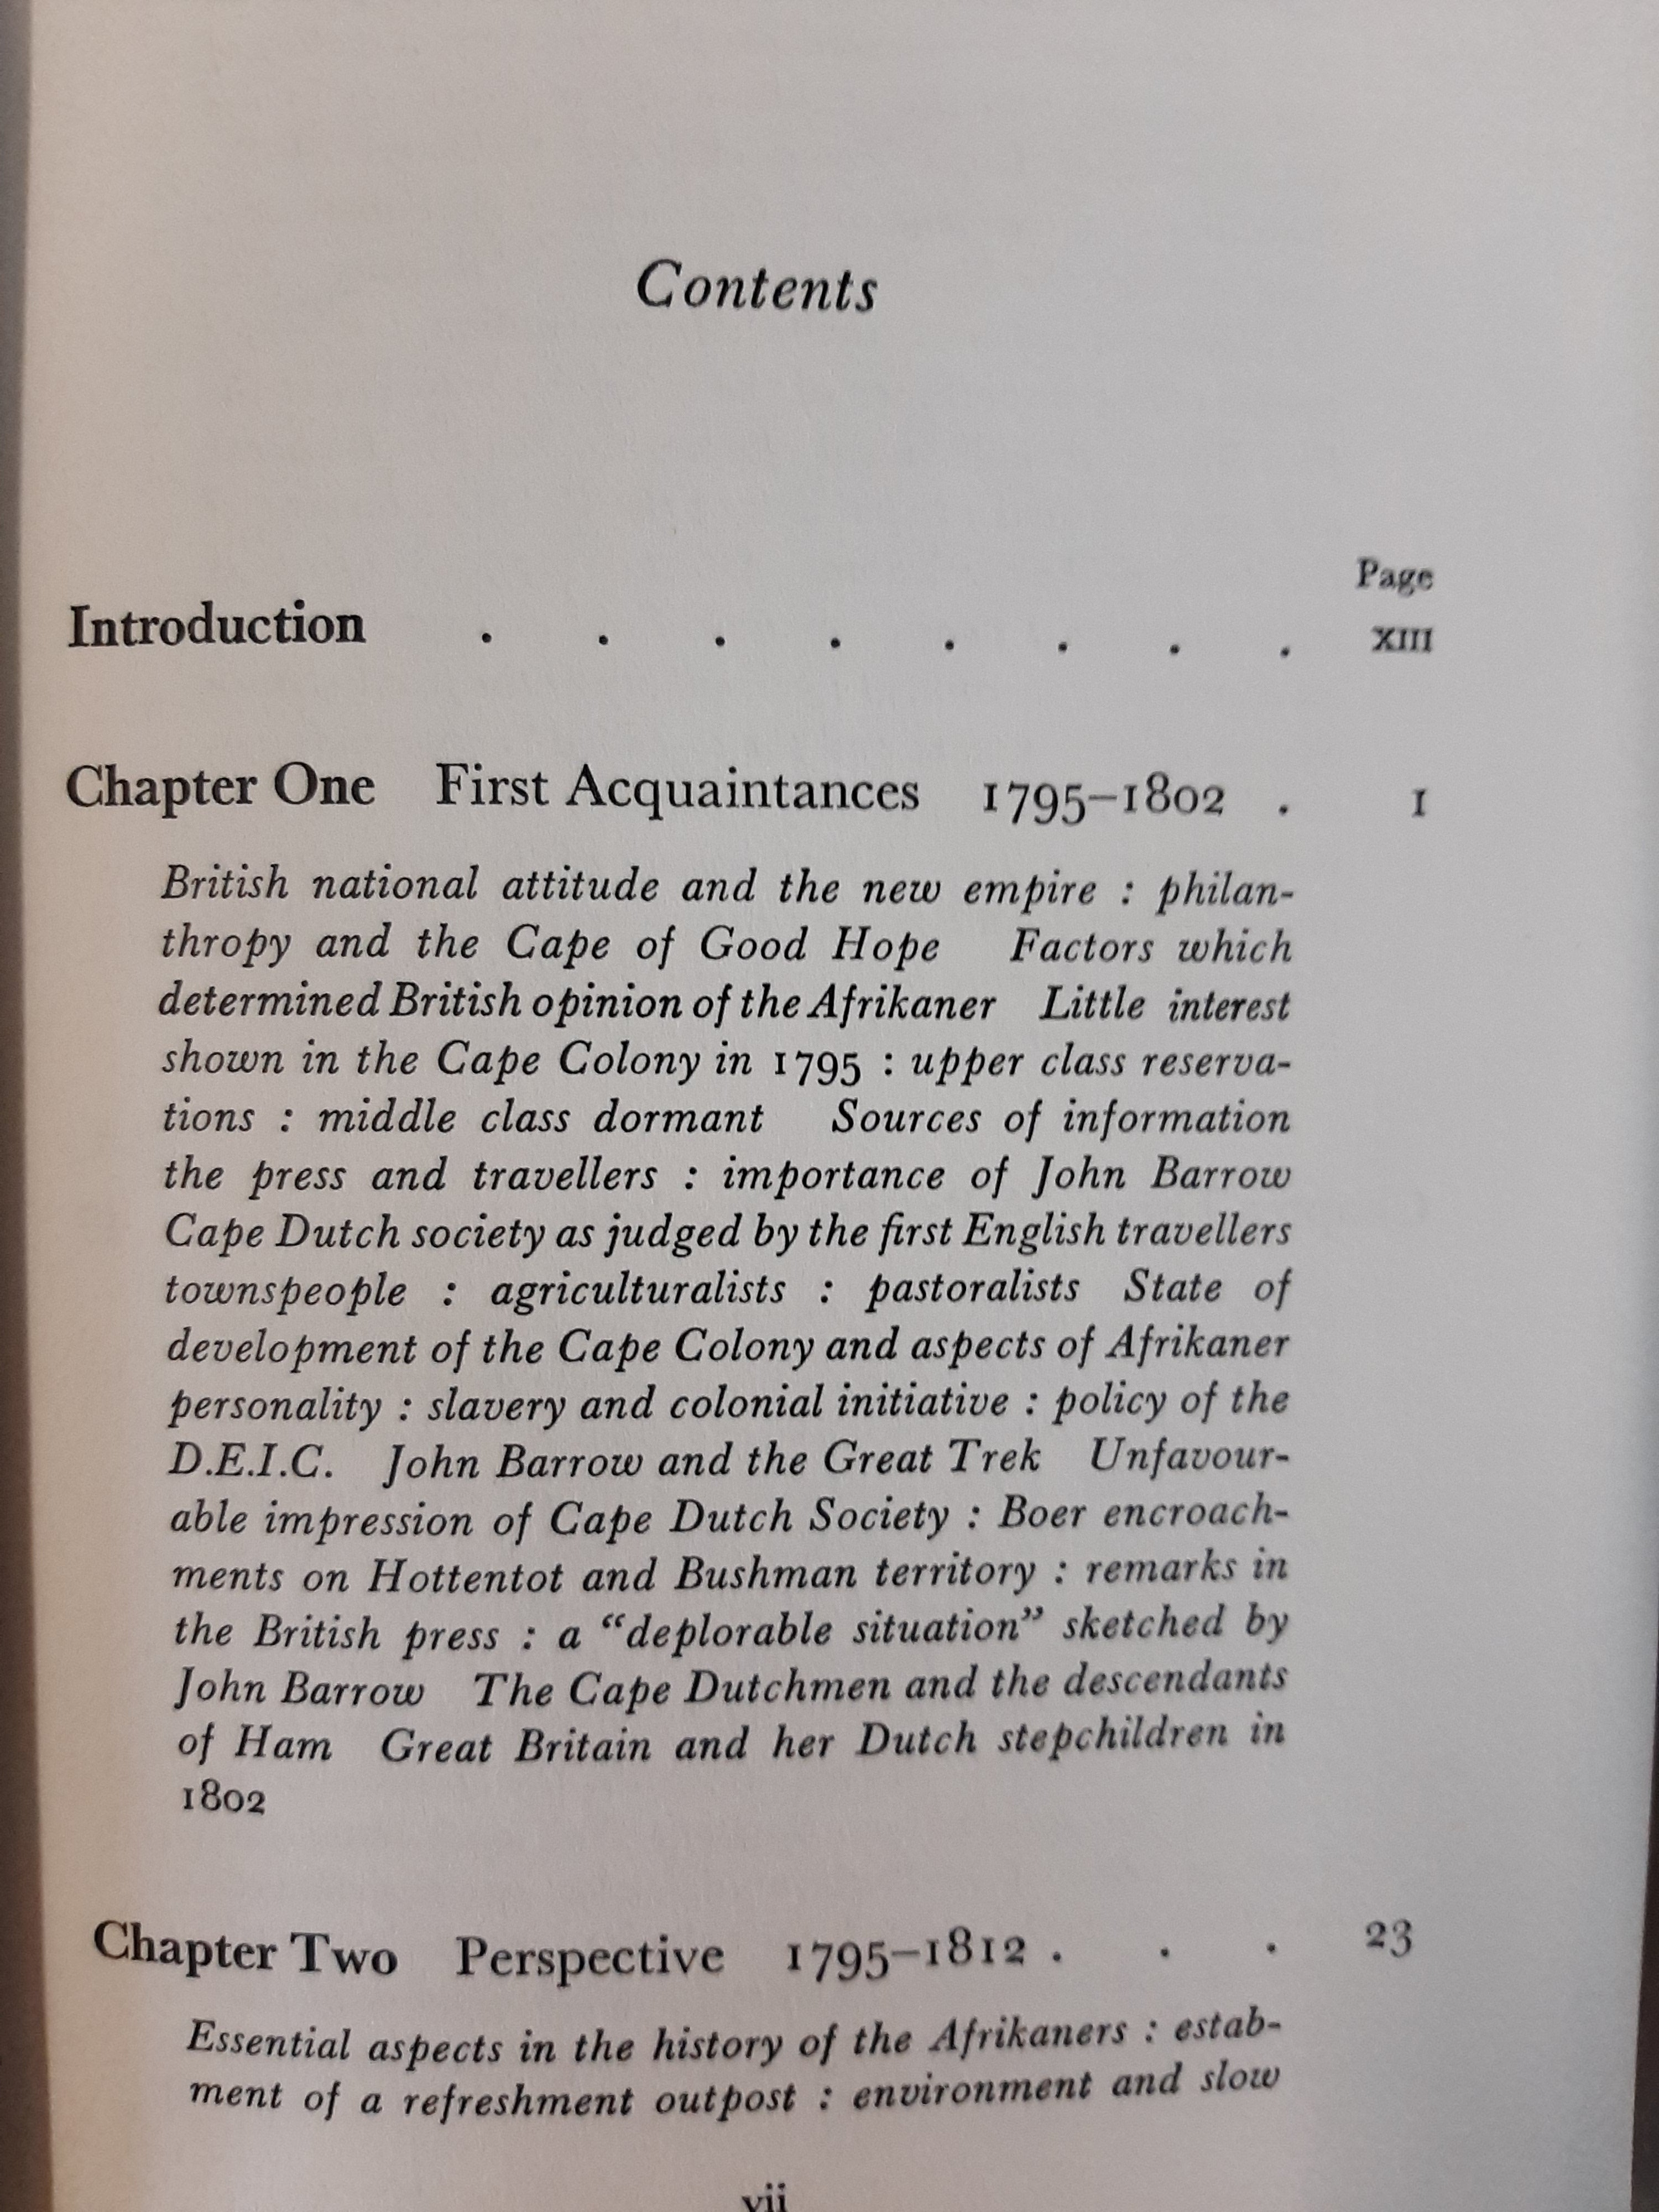 Contents
Page
Introduction . . . . . . . . XIII
Chapter One First Acquaintances 1795–1802 . 1
British national attitude and the new empire : philan-
thropy and the Cape of Good Hope Factors which
determined British opinion of the Afrikaner Little interest
shown in the Cape Colony in 1795 : upper class reserva-
tions : middle class dormant Sources of information
the press and travellers : importance of John Barrow
Cape Dutch society as judged by the first English travellers
townspeople : agriculturalists : pastoralists State of
development of the Cape Colony and aspects of Afrikaner
personality : slavery and colonial initiative : policy of the
D.E.I.C. John Barrow and the Great Trek Unfavour-
able impression of Cape Dutch Society : Boer encroach-
ments on Hottentot and Bushman territory : remarks in
the British press : a “deplorable situation” sketched by
John Barrow The Cape Dutchmen and the descendants
of Ham Great Britain and her Dutch stepchildren in
1802
Chapter Two Perspective 1795–1812 . . . 23
Essential aspects in the history of the Afrikaners : estab-
ment of a refreshment outpost : environment and slow
vii